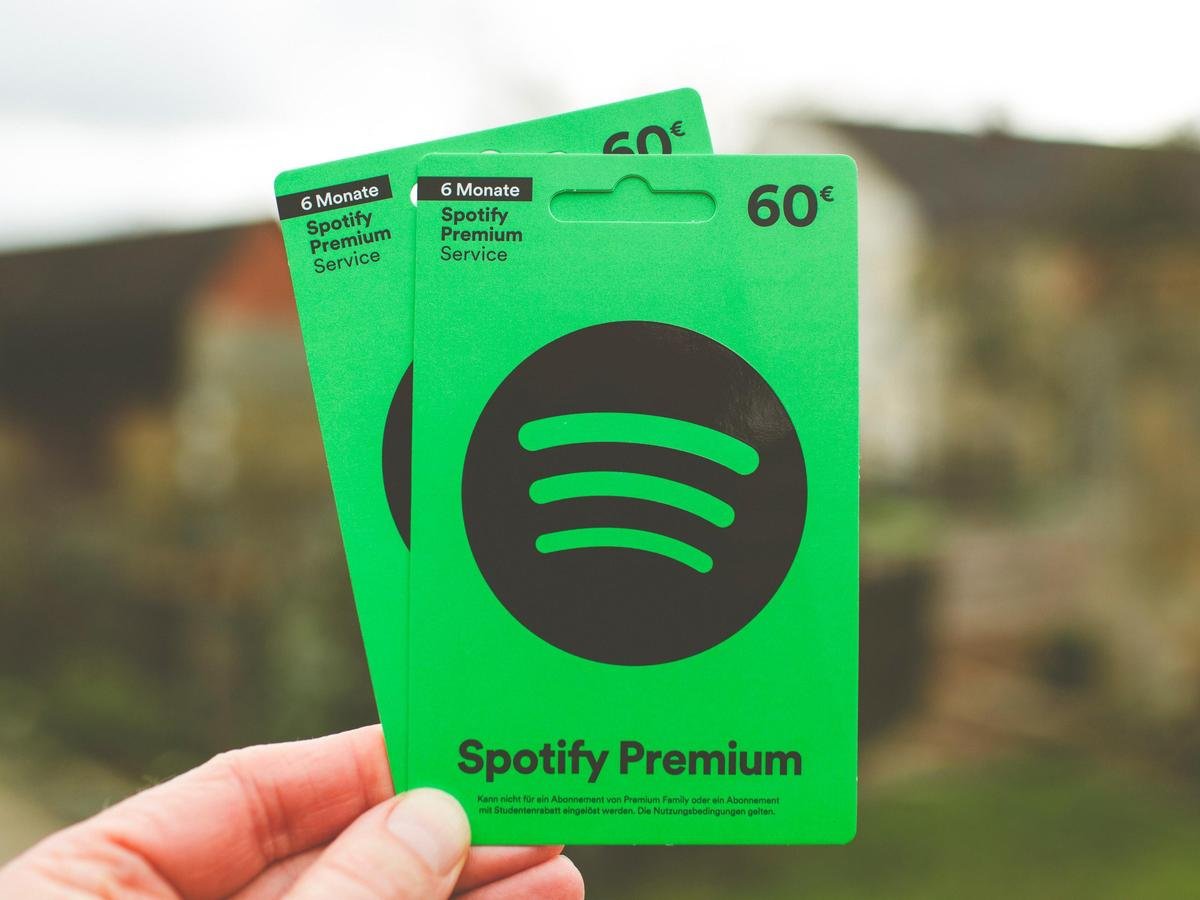 60€
6 Monate
Spotify
Premium
Service
6 Monate
Spotify
Premium
Service
60€
Spotify Premium
Kann nicht für ein Abonnement von Premium Family oder ein Abonnement
mit Studentenrabatt eingelöst werden. Die Nutzungsbedingungen gelten.